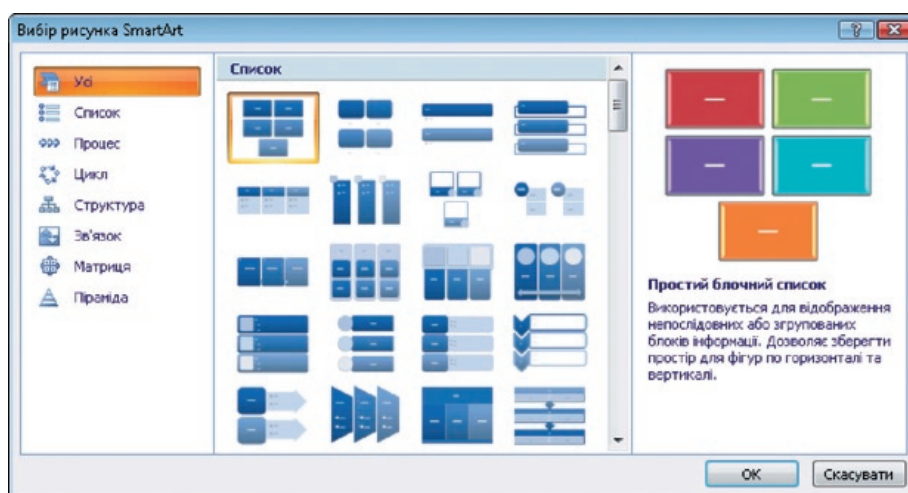 Вибір рисунка SmartArt
Усі
Список
Процес
Цикл
Структура
Зв'язок
Матриця
Піраміда
Список
Простий блочний список
Використовується для відображення
непослідовних або згрупованих
блоків інформації. Дозволяє зберегти
простір для фігур по горизонталі та
вертикалі.
ОК
Скасувати